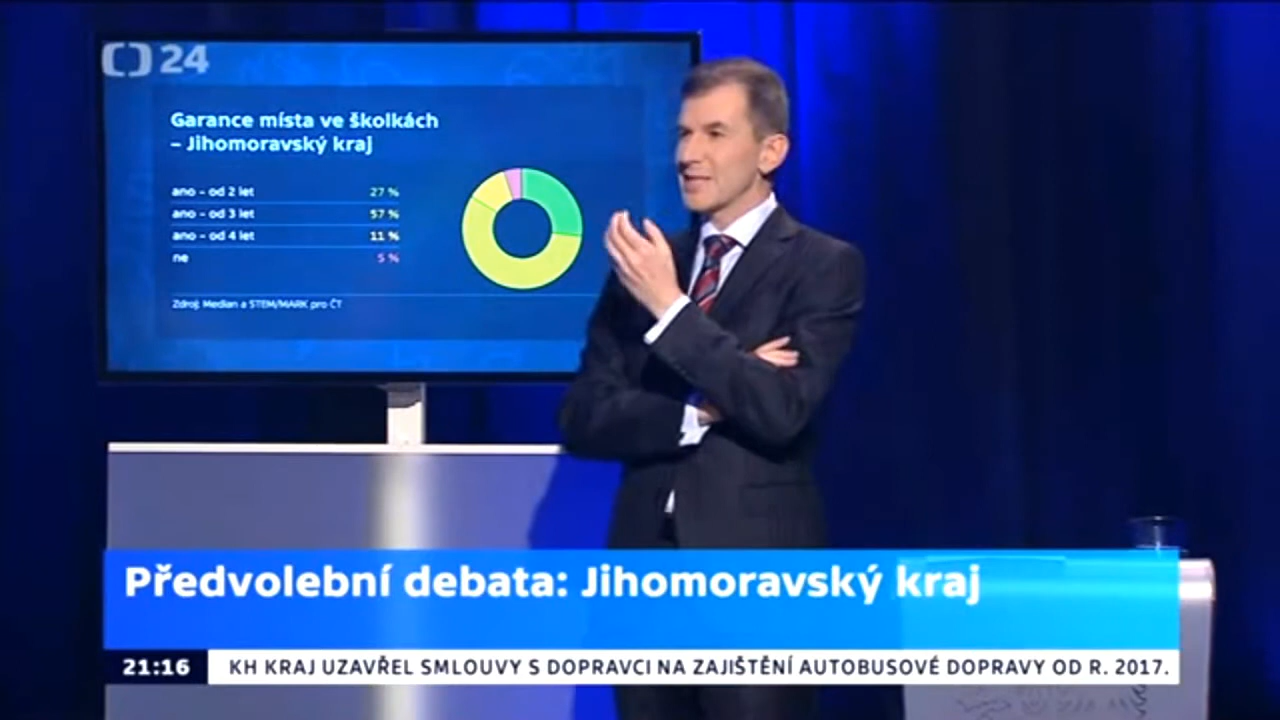 ČT 24
Garance místa ve školkách
– Jihomoravský kraj
ano – od 2 let 27 %
ano – od 3 let 57 %
ano – od 4 let 11 %
ne 5 %
Zdroj: Median a STEM/MARK pro ČT
Předvolební debata: Jihomoravský kraj
21:16 KH KRAJ UZAVŘEL SMLOUVY S DOPRAVCI NA ZAJIŠTĚNÍ AUTOBUSOVÉ DOPRAVY OD R. 2017.